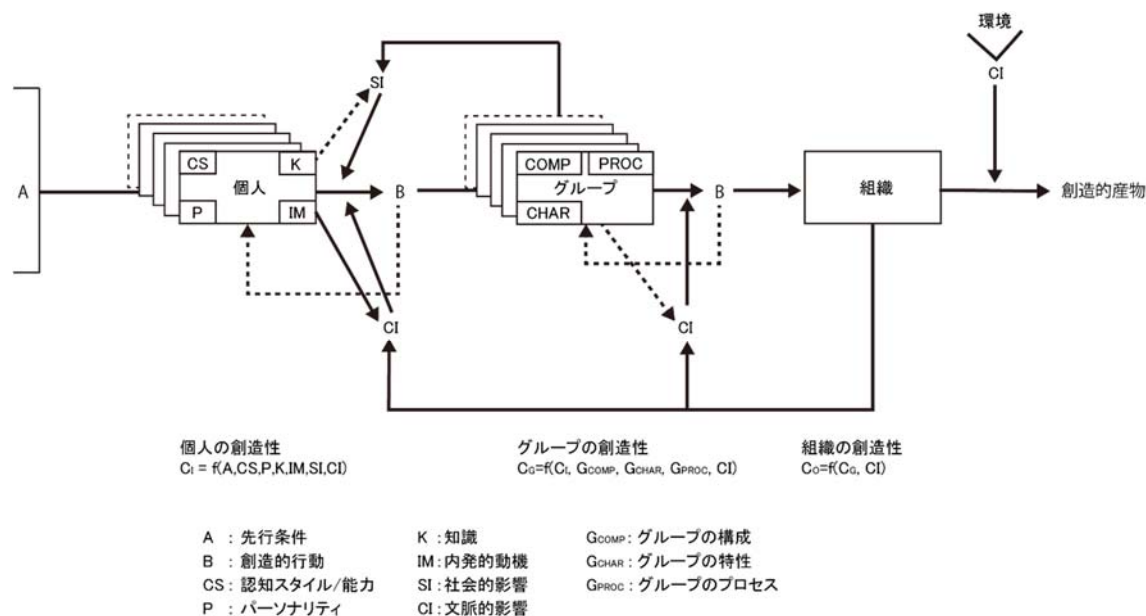 環境
CI
SI
A
CS
K
個人
P
IM
B
COMP
PROC
グループ
CHAR
B
組織
創造的産物
CI
CI
個人の創造性
CI = f(A,CS,P,K,IM,SI,CI)
グループの創造性
CG=f(CI, GCOMP, GCHAR, GPROC, CI)
組織の創造性
CO=f(CG, CI)
A : 先行条件
B : 創造的行動
CS : 認知スタイル/能力
P : パーソナリティ
K : 知識
IM : 内発的動機
SI : 社会的影響
CI : 文脈的影響
GCOMP : グループの構成
GCHAR : グループの特性
GPROC : グループのプロセス